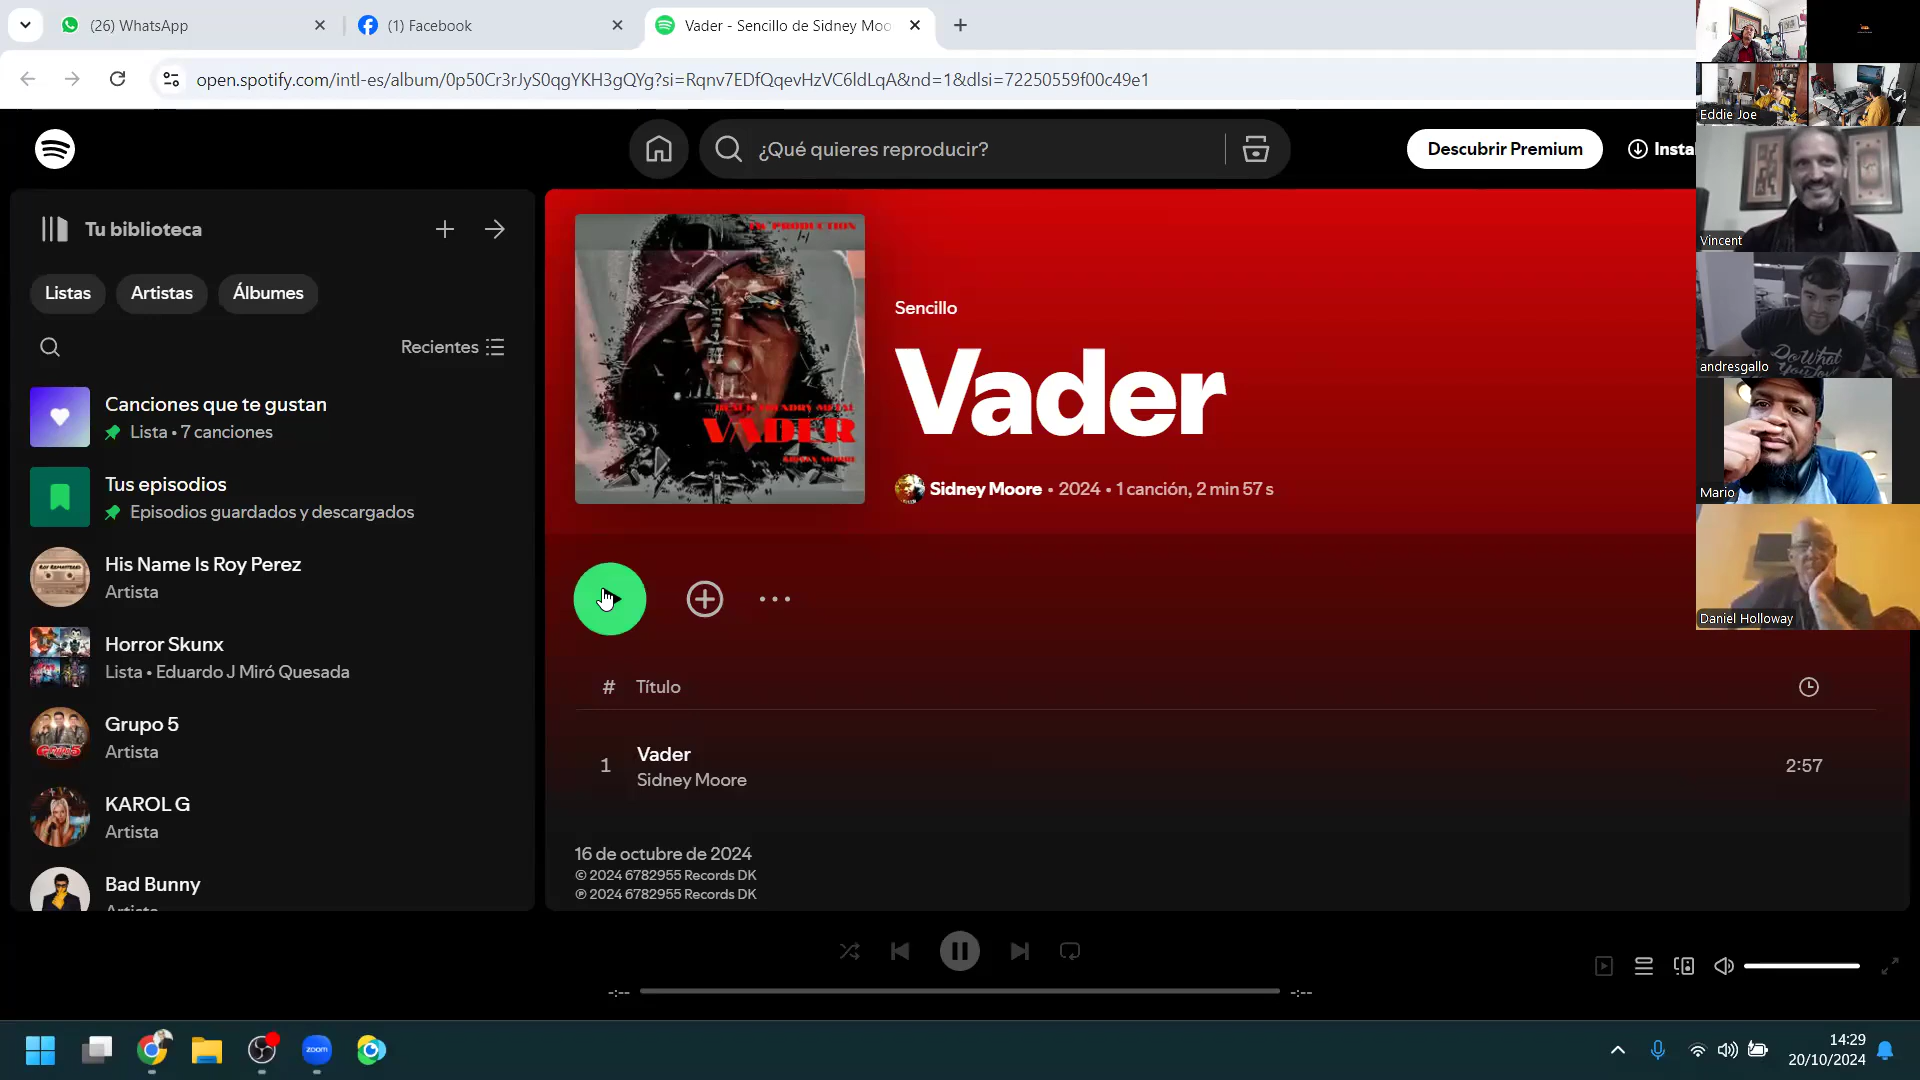 (26) WhatsApp
(1) Facebook
Vader - Sencillo de Sidney Moo
open.spotify.com/intl-es/album/0p50Cr3rJyS0qgYKH3gQYg?si=Rqnv7EDfQqevHzVC6ldLqA&nd=1&dlsi=72250559f00c49e1
¿Qué quieres reproducir?
Descubrir Premium
Insta
Tu biblioteca
Listas
Artistas
Álbumes
Recientes
Canciones que te gustan
Lista • 7 canciones
Tus episodios
Episodios guardados y descargados
His Name Is Roy Perez
Artista
Horror Skunx
Lista • Eduardo J Miró Quesada
Grupo 5
Artista
KAROL G
Artista
Bad Bunny
Artista
PRODUCTION
VADER
Sencillo
Vader
Sidney Moore • 2024 • 1 canción, 2 min 57 s
# Título
1
Vader
2:57
Sidney Moore
16 de octubre de 2024
© 2024 6782955 Records DK
℗ 2024 6782955 Records DK
-:--
-:--
Eddie Joe
Vincent
Do What
andresgallo
Mario
Daniel Holloway
zoom
14:29
20/10/2024